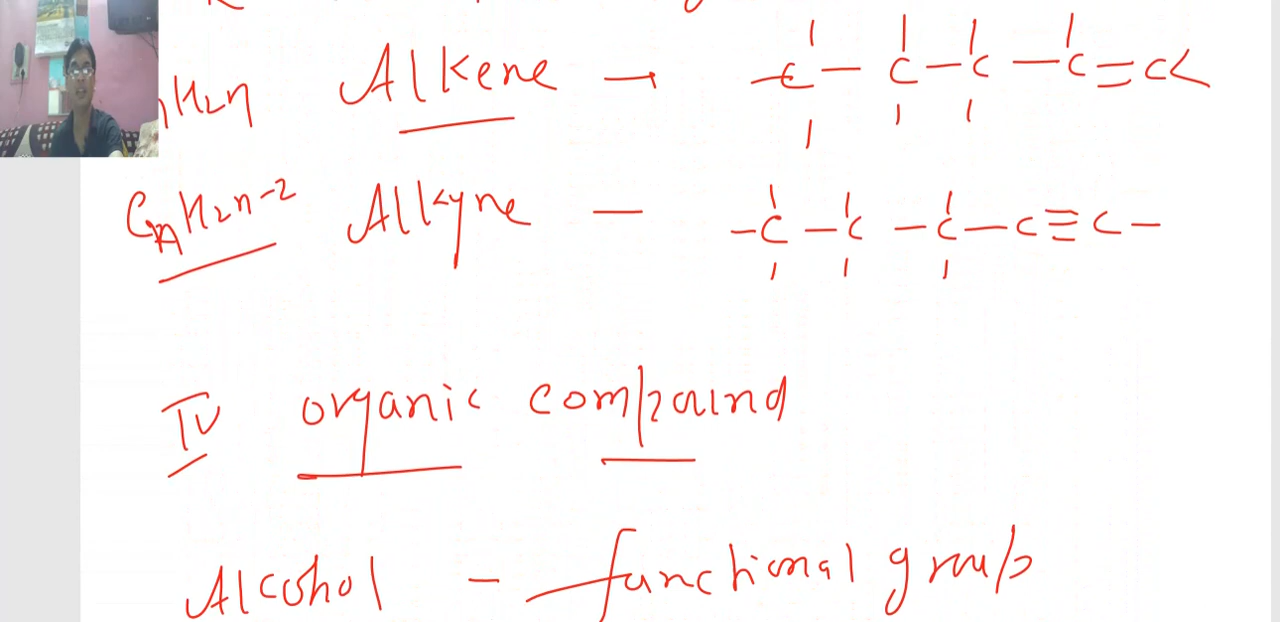 nH2n Alkene → - C - C - C - C = C <
CnH2n-2 Alkyne - - C - C - C - C ≡ C -
IV organic compound
Alcohol - functional group